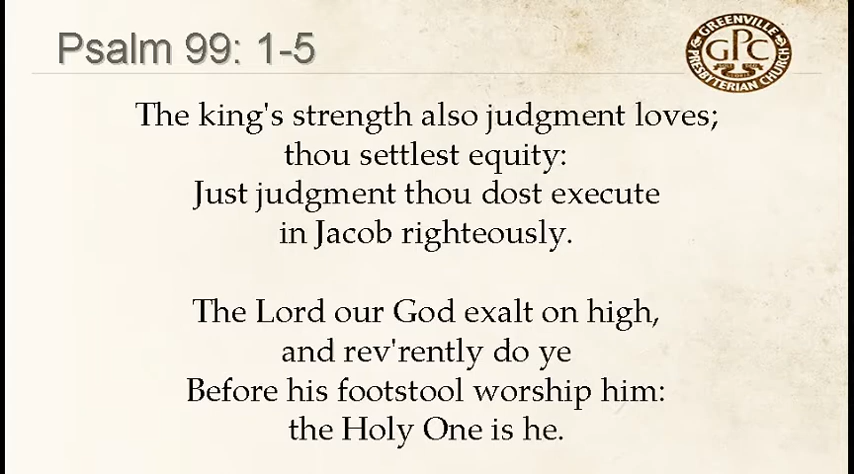 Psalm 99: 1-5
GREENVILLE
GPC
PRESBYTERIAN CHURCH
The king's strength also judgment loves;
thou settlest equity:
Just judgment thou dost execute
in Jacob righteously.
The Lord our God exalt on high,
and rev'rently do ye
Before his footstool worship him:
the Holy One is he.